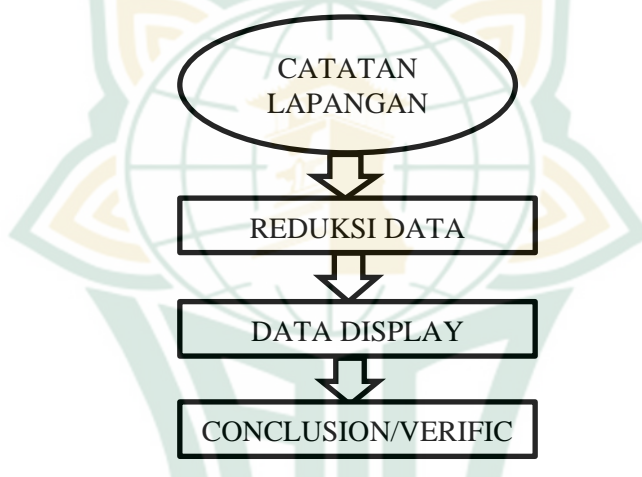 CATATAN
LAPANGAN
REDUKSI DATA
DATA DISPLAY
CONCLUSION/VERIFIC